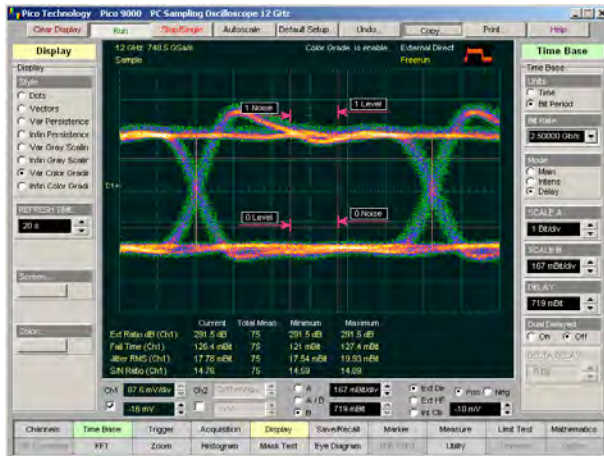 Pico Technology Pico 9000 PC Sampling Oscilloscope 12 GHz
Clear Display Run Stop/Single Autoscale Default Setup Undo... Copy Print... Help
Display
Display
Style
Dots
Vectors
Var Persistence
Infin Persistence
Var Gray Scalin
Infin Gray Scalin
Var Color Gradi
Infin Color Gradi
REFRESH TIME
20 s
Screen...
Color...
12 GHz 748.5 GSa/s
Sample
Color Grade is enable
External Direct
Freerun
1 Noise
1 Level
0 Level
0 Noise
Current Total Meas Minimum Maximum
Ext Ratio dB (Ch1) 291.5 dB 75 291.5 dB 291.5 dB
Fall Time (Ch1) 126.4 mBit 75 121 mBit 127.4 mBit
Jitter RMS (Ch1) 17.78 mBit 75 17.54 mBit 19.93 mBit
S/N Ratio (Ch1) 14.76 75 14.59 14.89
Time Base
Time Base
Units
Time
Bit Period
Bit Rate
2.50000 Gb/s
Mode
Main
Intens
Delay
SCALE A
1 Bit/div
SCALE B
167 mBit/div
DELAY
719 mBit
Dual Delayed
On Off
DELTA DELAY
Ch1 87.6 mV/div Ch2 A 167 mBit/div Ext Dir Pos Neg
A / B Ext HF
-16 mV B 719 mBit Int Clk -10 mV
Channels Time Base Trigger Acquisition Display Save/Recall Marker Measure Limit Test Mathematics
FFT Zoom Histogram Mask Test Eye Diagram Utility